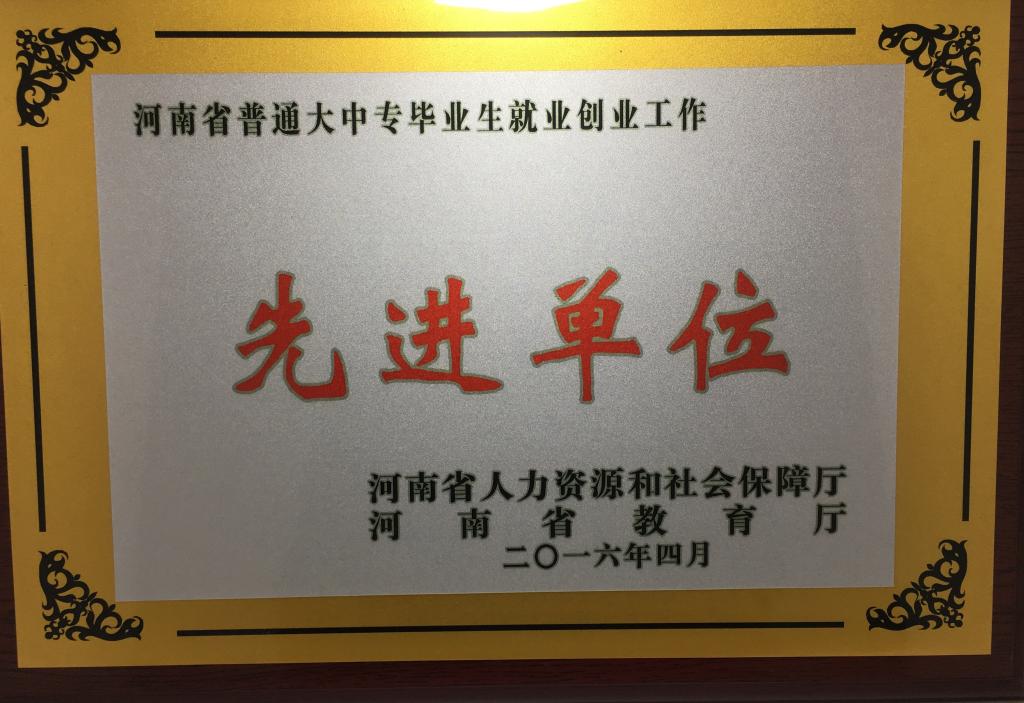 河南省普通大中专毕业生就业创业工作
先进单位
河南省人力资源和社会保障厅
河南省教育厅
二〇一六年四月